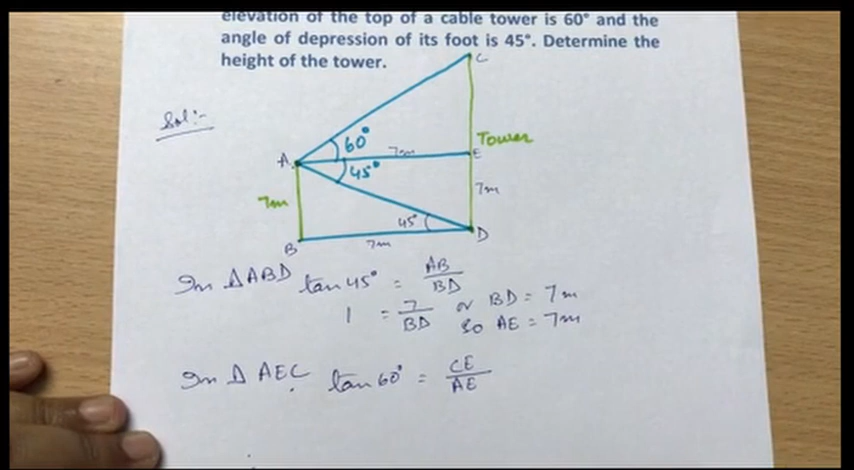 elevation of the top of a cable tower is 60° and the
angle of depression of its foot is 45°. Determine the
height of the tower.
C
Sol:-
60°
Tower
A
7m
E
45°
7m
7m
45°
D
B
7m
In △ABD tan 45° = AB/BD
1 = 7/BD or BD = 7m
so AE = 7m
In △ AEC, tan 60° = CE/AE